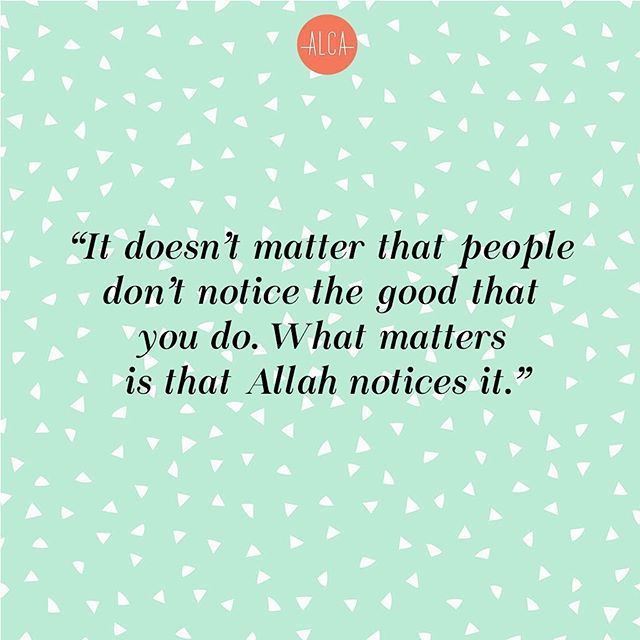 ALCA
“It doesn’t matter that people
don’t notice the good that
you do. What matters
is that Allah notices it.”